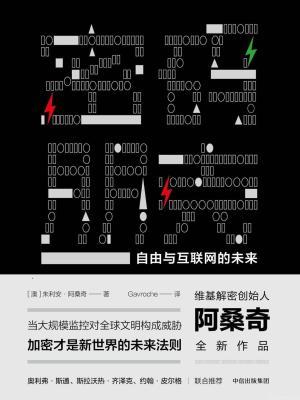 密码
朋克
自由与互联网的未来
[澳] 朱利安·阿桑奇 —— 著 Gavroche —— 译
维基解密创始人
阿桑奇
全新作品
当大规模监控对全球文明构成威胁
加密才是新世界的未来法则
奥利弗·斯通、斯拉沃热·齐泽克、约翰·皮尔格 | 联合推荐 中信出版集团